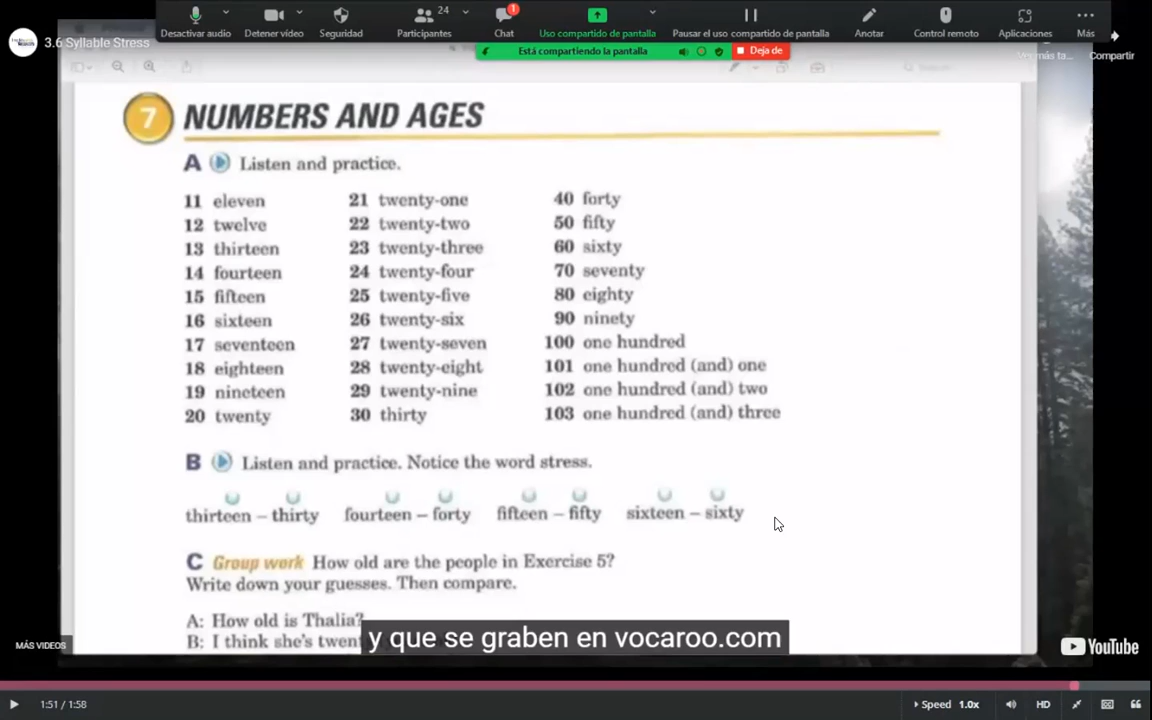 24
1
Desactivar audio
Detener video
Seguridad
Participantes
Chat
Uso compartido de pantalla
Pausar el uso compartido de pantalla
Anotar
Control remoto
Aplicaciones
Más
Está compartiendo la pantalla
Deja de
3.6 Syllable Stress
Compartir
7 NUMBERS AND AGES
A Listen and practice.
11 eleven 21 twenty-one 40 forty
12 twelve 22 twenty-two 50 fifty
13 thirteen 23 twenty-three 60 sixty
14 fourteen 24 twenty-four 70 seventy
15 fifteen 25 twenty-five 80 eighty
16 sixteen 26 twenty-six 90 ninety
17 seventeen 27 twenty-seven 100 one hundred
18 eighteen 28 twenty-eight 101 one hundred (and) one
19 nineteen 29 twenty-nine 102 one hundred (and) two
20 twenty 30 thirty 103 one hundred (and) three
B Listen and practice. Notice the word stress.
thirteen – thirty fourteen – forty fifteen – fifty sixteen – sixty
C Group work How old are the people in Exercise 5?
Write down your guesses. Then compare.
A: How old is Thalia?
B: I think she's twent
y que se graben en vocaroo.com
MÁS VIDEOS
YouTube
1:51 / 1:58
Speed 1.0x
HD